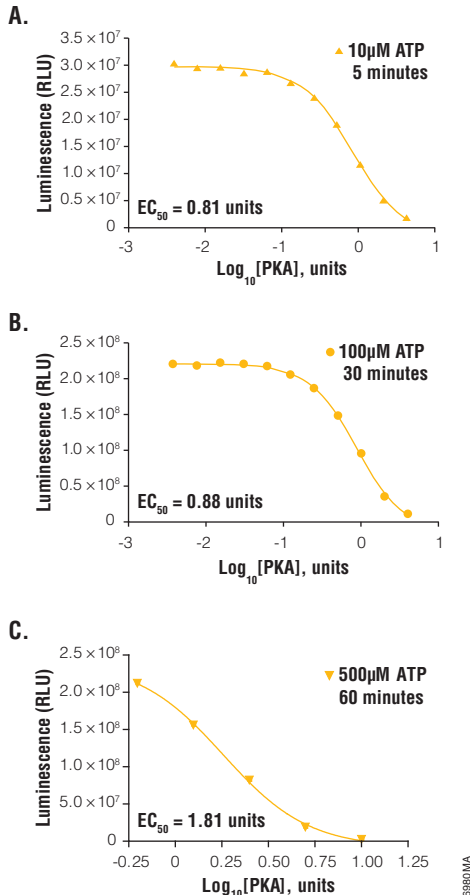 A.
10µM ATP
5 minutes
Luminescence (RLU)
3.5 × 10⁷
3.0 × 10⁷
2.5 × 10⁷
2.0 × 10⁷
1.5 × 10⁷
1.0 × 10⁷
0.5 × 10⁷
0
EC₅₀ = 0.81 units
-3 -2 -1 0 1
Log₁₀[PKA], units
B.
100µM ATP
30 minutes
Luminescence (RLU)
2.5 × 10⁸
2.0 × 10⁸
1.5 × 10⁸
1.0 × 10⁸
0.5 × 10⁸
0
EC₅₀ = 0.88 units
-3 -2 -1 0 1
Log₁₀[PKA], units
C.
500µM ATP
60 minutes
Luminescence (RLU)
2.5 × 10⁸
2.0 × 10⁸
1.5 × 10⁸
1.0 × 10⁸
5.0 × 10⁷
0
EC₅₀ = 1.81 units
-0.25 0 0.25 0.50 0.75 1.00 1.25
Log₁₀[PKA], units